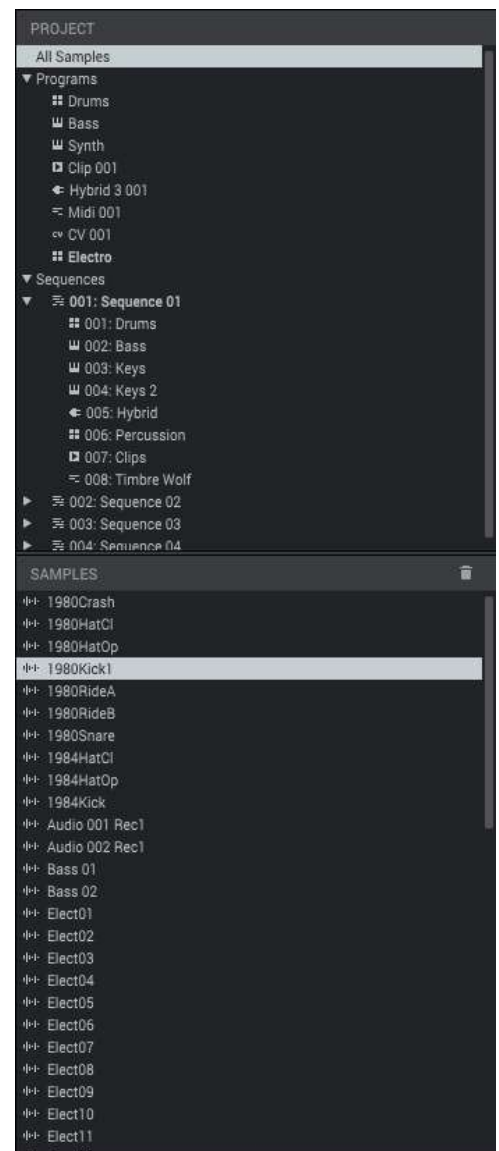 PROJECT
All Samples
Programs
Drums
Bass
Synth
Clip 001
Hybrid 3 001
Midi 001
CV CV 001
Electro
Sequences
001: Sequence 01
001: Drums
002: Bass
003: Keys
004: Keys 2
005: Hybrid
006: Percussion
007: Clips
008: Timbre Wolf
002: Sequence 02
003: Sequence 03
004: Sequence 04
SAMPLES
1980Crash
1980HatCl
1980HatOp
1980Kick1
1980RideA
1980RideB
1980Snare
1984HatCl
1984HatOp
1984Kick
Audio 001 Rec1
Audio 002 Rec1
Bass 01
Bass 02
Elect01
Elect02
Elect03
Elect04
Elect05
Elect06
Elect07
Elect08
Elect09
Elect10
Elect11